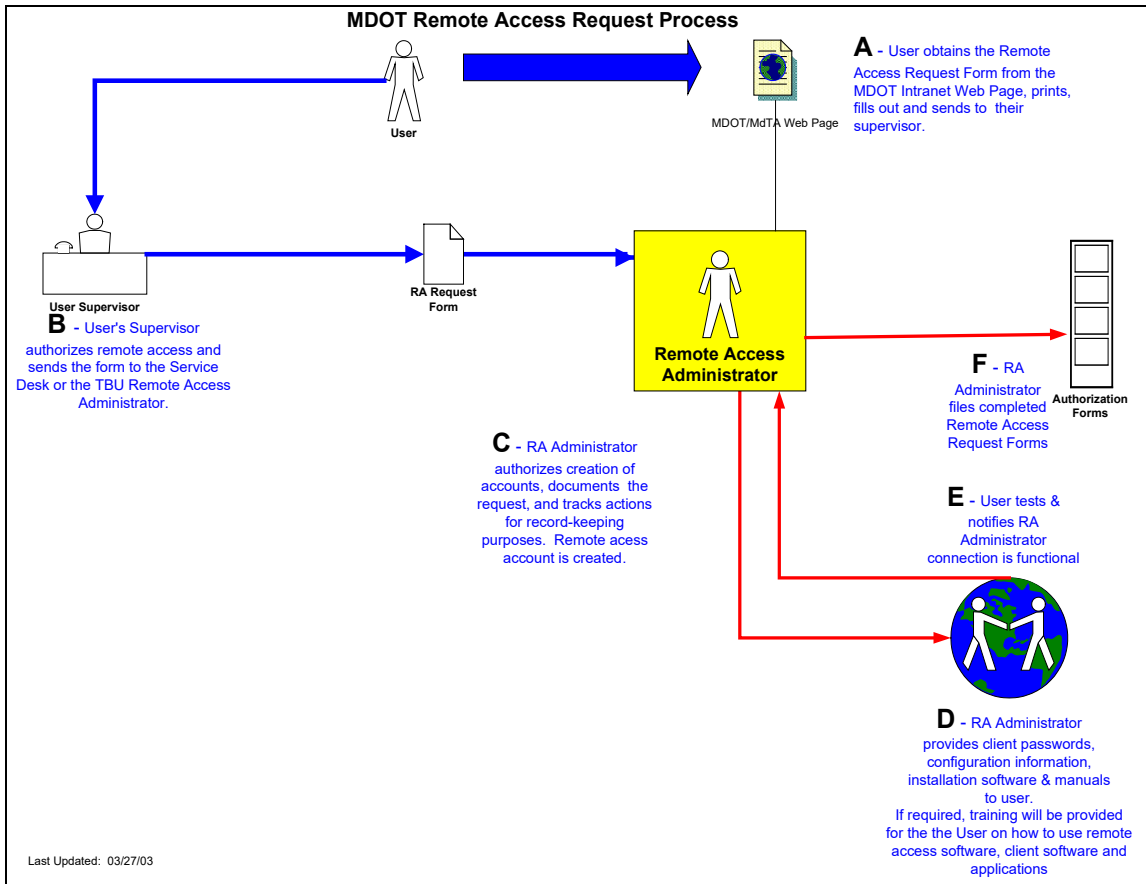 MDOT Remote Access Request Process
User
MDOT/MdTA Web Page
A - User obtains the Remote
Access Request Form from the
MDOT Intranet Web Page, prints,
fills out and sends to their
supervisor.
User Supervisor
B - User's Supervisor
authorizes remote access and
sends the form to the Service
Desk or the TBU Remote Access
Administrator.
RA Request
Form
Remote Access
Administrator
C - RA Administrator
authorizes creation of
accounts, documents the
request, and tracks actions
for record-keeping
purposes. Remote acess
account is created.
F - RA
Administrator
files completed
Remote Access
Request Forms
Authorization
Forms
E - User tests &
notifies RA
Administrator
connection is functional
D - RA Administrator
provides client passwords,
configuration information,
installation software & manuals
to user.
If required, training will be provided
for the the User on how to use remote
access software, client software and
applications
Last Updated: 03/27/03